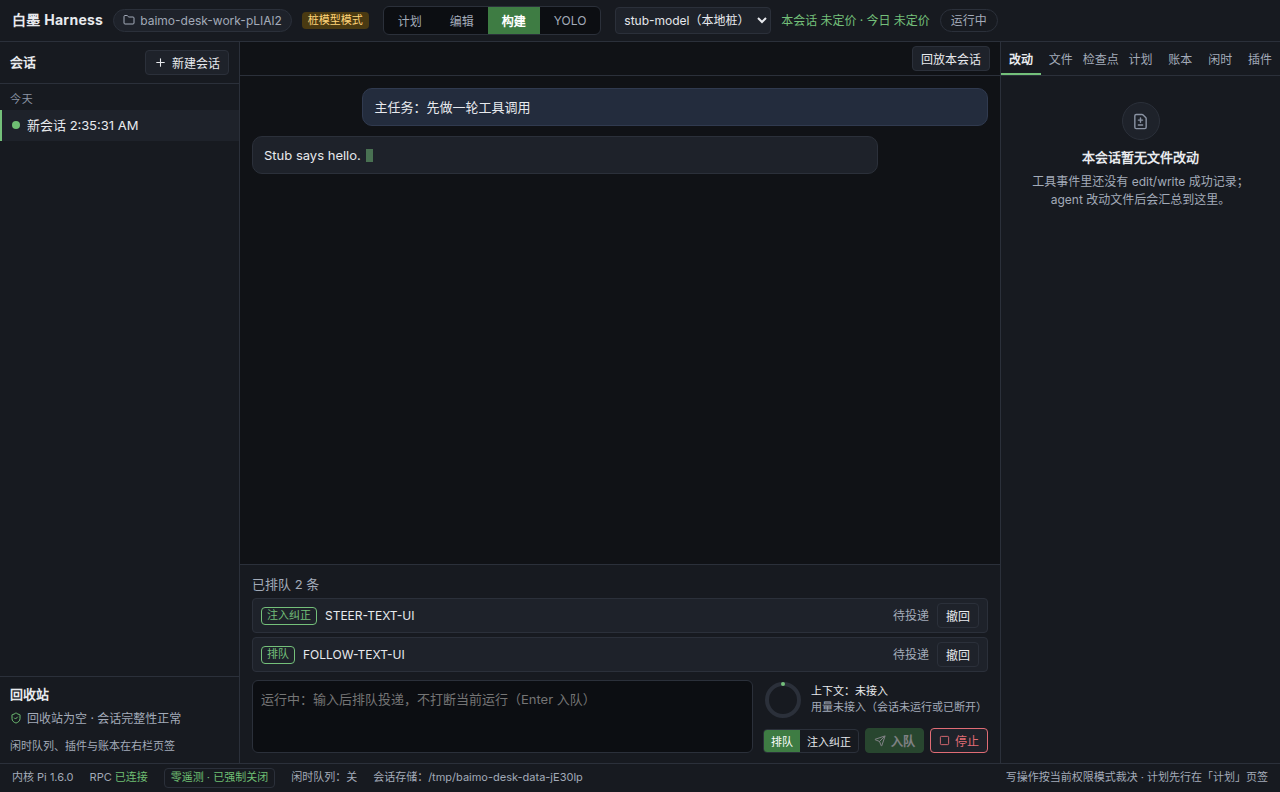 白墨 Harness
baimo-desk-work-pLIAI2
桩模型模式
计划
编辑
构建
YOLO
stub-model（本地桩）
本会话 未定价 · 今日 未定价
运行中
会话
新建会话
今天
新会话 2:35:31 AM
回放本会话
主任务：先做一轮工具调用
Stub says hello.
改动
文件
检查点
计划
账本
闲时
插件
本会话暂无文件改动
工具事件里还没有 edit/write 成功记录；
agent 改动文件后会汇总到这里。
已排队 2 条
注入纠正 STEER-TEXT-UI 待投递 撤回
排队 FOLLOW-TEXT-UI 待投递 撤回
运行中：输入后排队投递，不打断当前运行（Enter 入队）
上下文：未接入
用量未接入（会话未运行或已断开）
排队
注入纠正
入队
停止
回收站
回收站为空 · 会话完整性正常
闲时队列、插件与账本在右栏页签
内核 Pi 1.6.0
RPC 已连接
零遥测 · 已强制关闭
闲时队列：关
会话存储：/tmp/baimo-desk-data-jE30lp
写操作按当前权限模式裁决 · 计划先行在「计划」页签